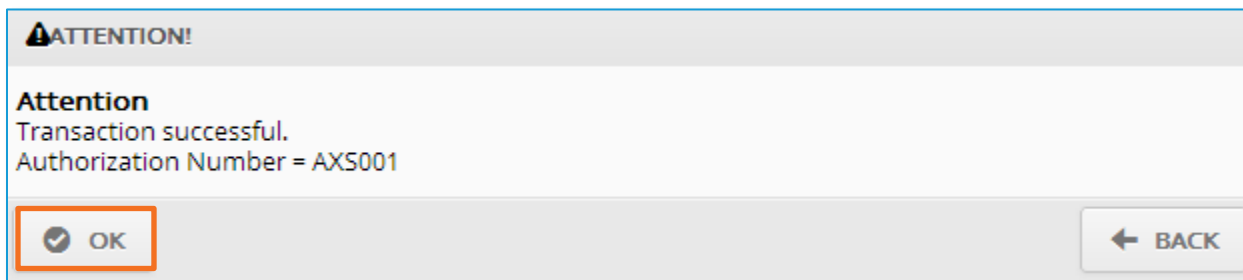 ATTENTION!
Attention
Transaction successful.
Authorization Number = AXS001
OK
BACK